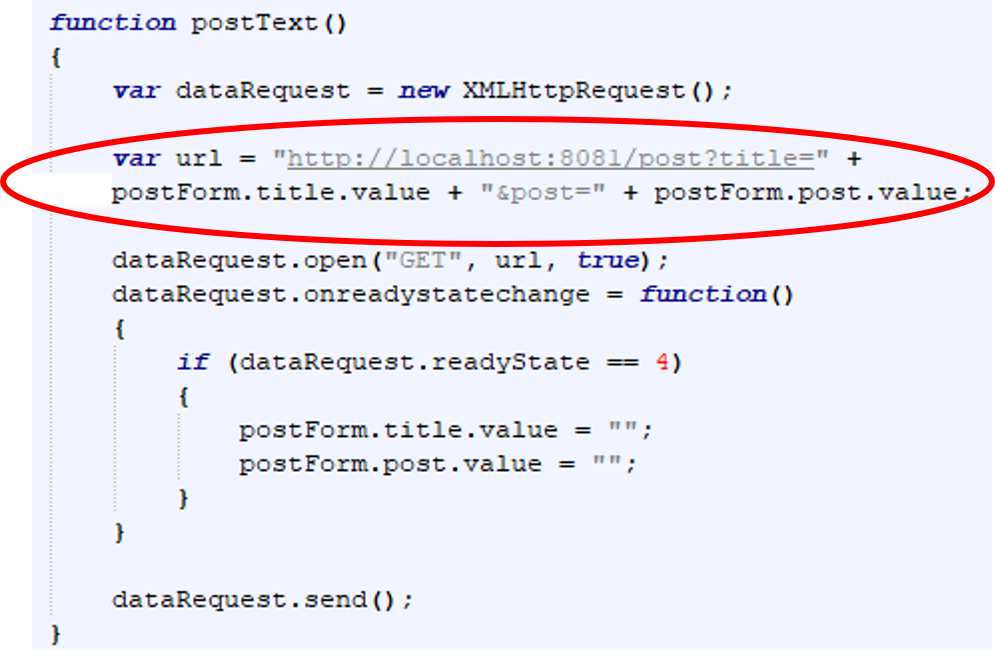 function postText()
{
var dataRequest = new XMLHttpRequest();
var url = "http://localhost:8081/post?title=" +
postForm.title.value + "&post=" + postForm.post.value;
dataRequest.open("GET", url, true);
dataRequest.onreadystatechange = function()
{
if (dataRequest.readyState == 4)
{
postForm.title.value = "";
postForm.post.value = "";
}
}
dataRequest.send();
}